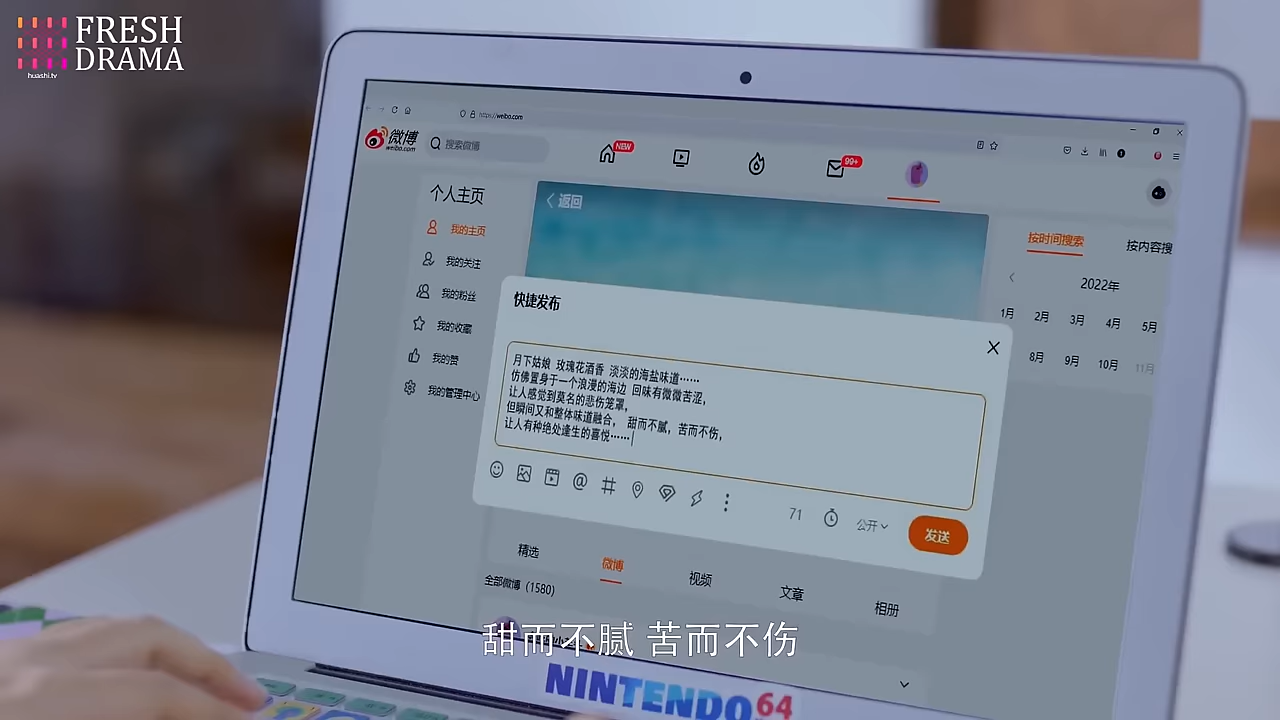 FRESH
DRAMA
huashi.tv
https://weibo.com
微博
weibo.com
搜索微博
NEW
99+
个人主页
我的主页
我的关注
我的粉丝
我的收藏
我的赞
我的管理中心
返回
按时间搜索
按内容搜
2022年
1月 2月 3月 4月 5月
8月 9月 10月 11月
快捷发布
月下姑娘 玫瑰花酒香 淡淡的海盐味道……
仿佛置身于一个浪漫的海边 回味有微微苦涩,
让人感觉到莫名的悲伤笼罩,
但瞬间又和整体味道融合, 甜而不腻, 苦而不伤,
让人有种绝处逢生的喜悦……
71
公开
发送
精选 微博 视频 文章 相册
全部微博（1580）
甜而不腻 苦而不伤
NINTENDO 64